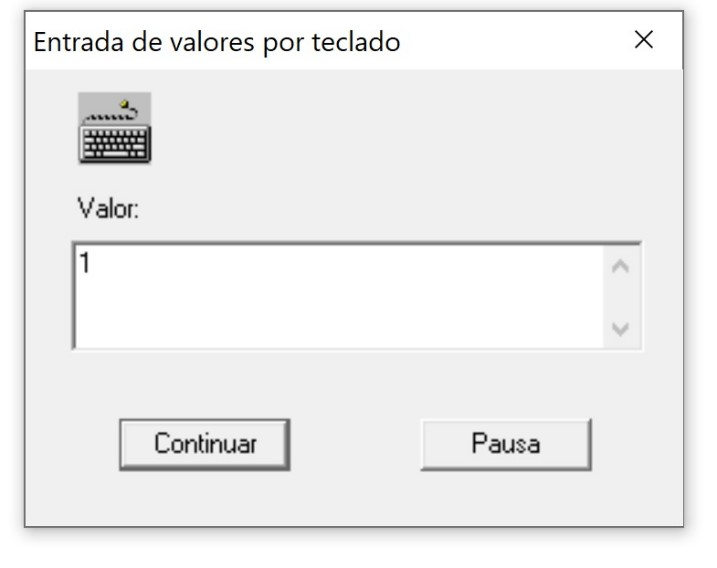 Entrada de valores por teclado
Valor:
1
Continuar Pausa